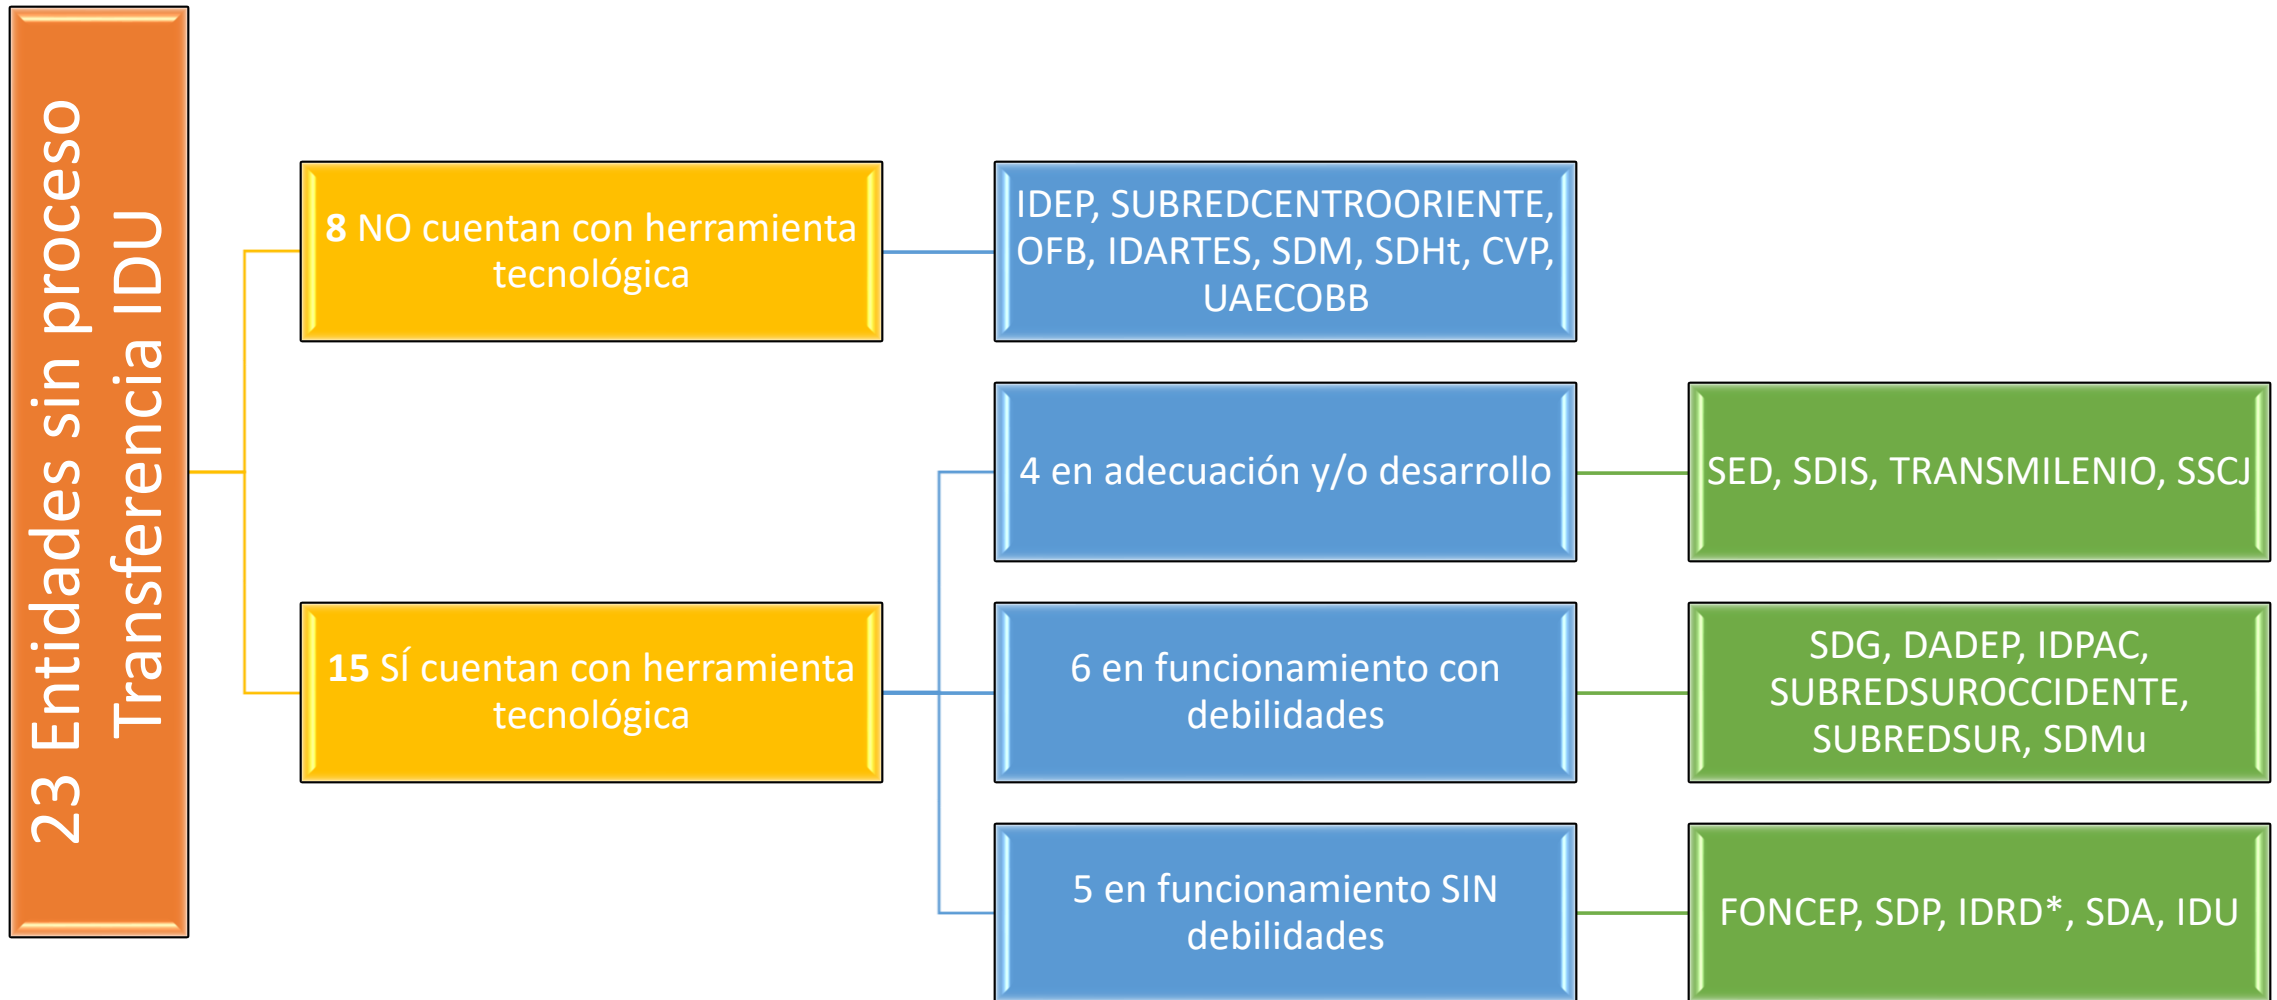 23 Entidades sin proceso
Transferencia IDU
8 NO cuentan con herramienta
tecnológica
IDEP, SUBREDCENTROORIENTE,
OFB, IDARTES, SDM, SDHt, CVP,
UAECOBB
15 SÍ cuentan con herramienta
tecnológica
4 en adecuación y/o desarrollo
SED, SDIS, TRANSMILENIO, SSCJ
6 en funcionamiento con
debilidades
SDG, DADEP, IDPAC,
SUBREDSUROCCIDENTE,
SUBREDSUR, SDMu
5 en funcionamiento SIN
debilidades
FONCEP, SDP, IDRD*, SDA, IDU